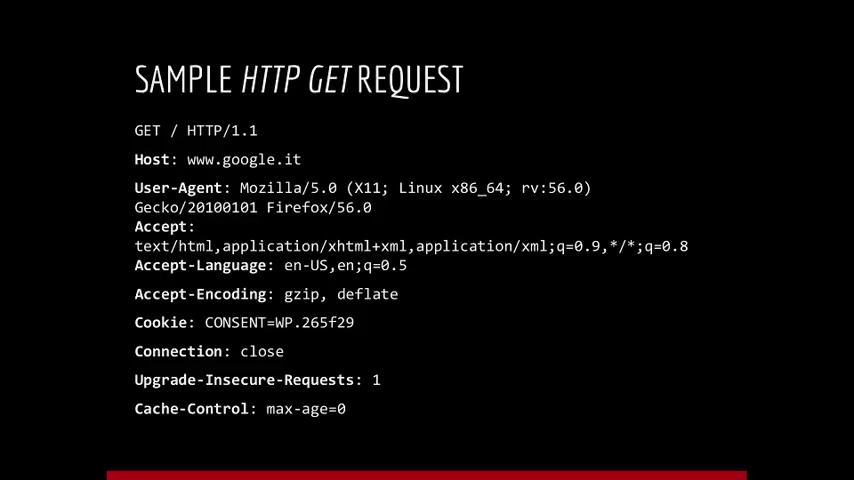 SAMPLE HTTP GET REQUEST
GET / HTTP/1.1
Host: www.google.it
User-Agent: Mozilla/5.0 (X11; Linux x86_64; rv:56.0)
Gecko/20100101 Firefox/56.0
Accept:
text/html,application/xhtml+xml,application/xml;q=0.9,*/*;q=0.8
Accept-Language: en-US,en;q=0.5
Accept-Encoding: gzip, deflate
Cookie: CONSENT=WP.265f29
Connection: close
Upgrade-Insecure-Requests: 1
Cache-Control: max-age=0